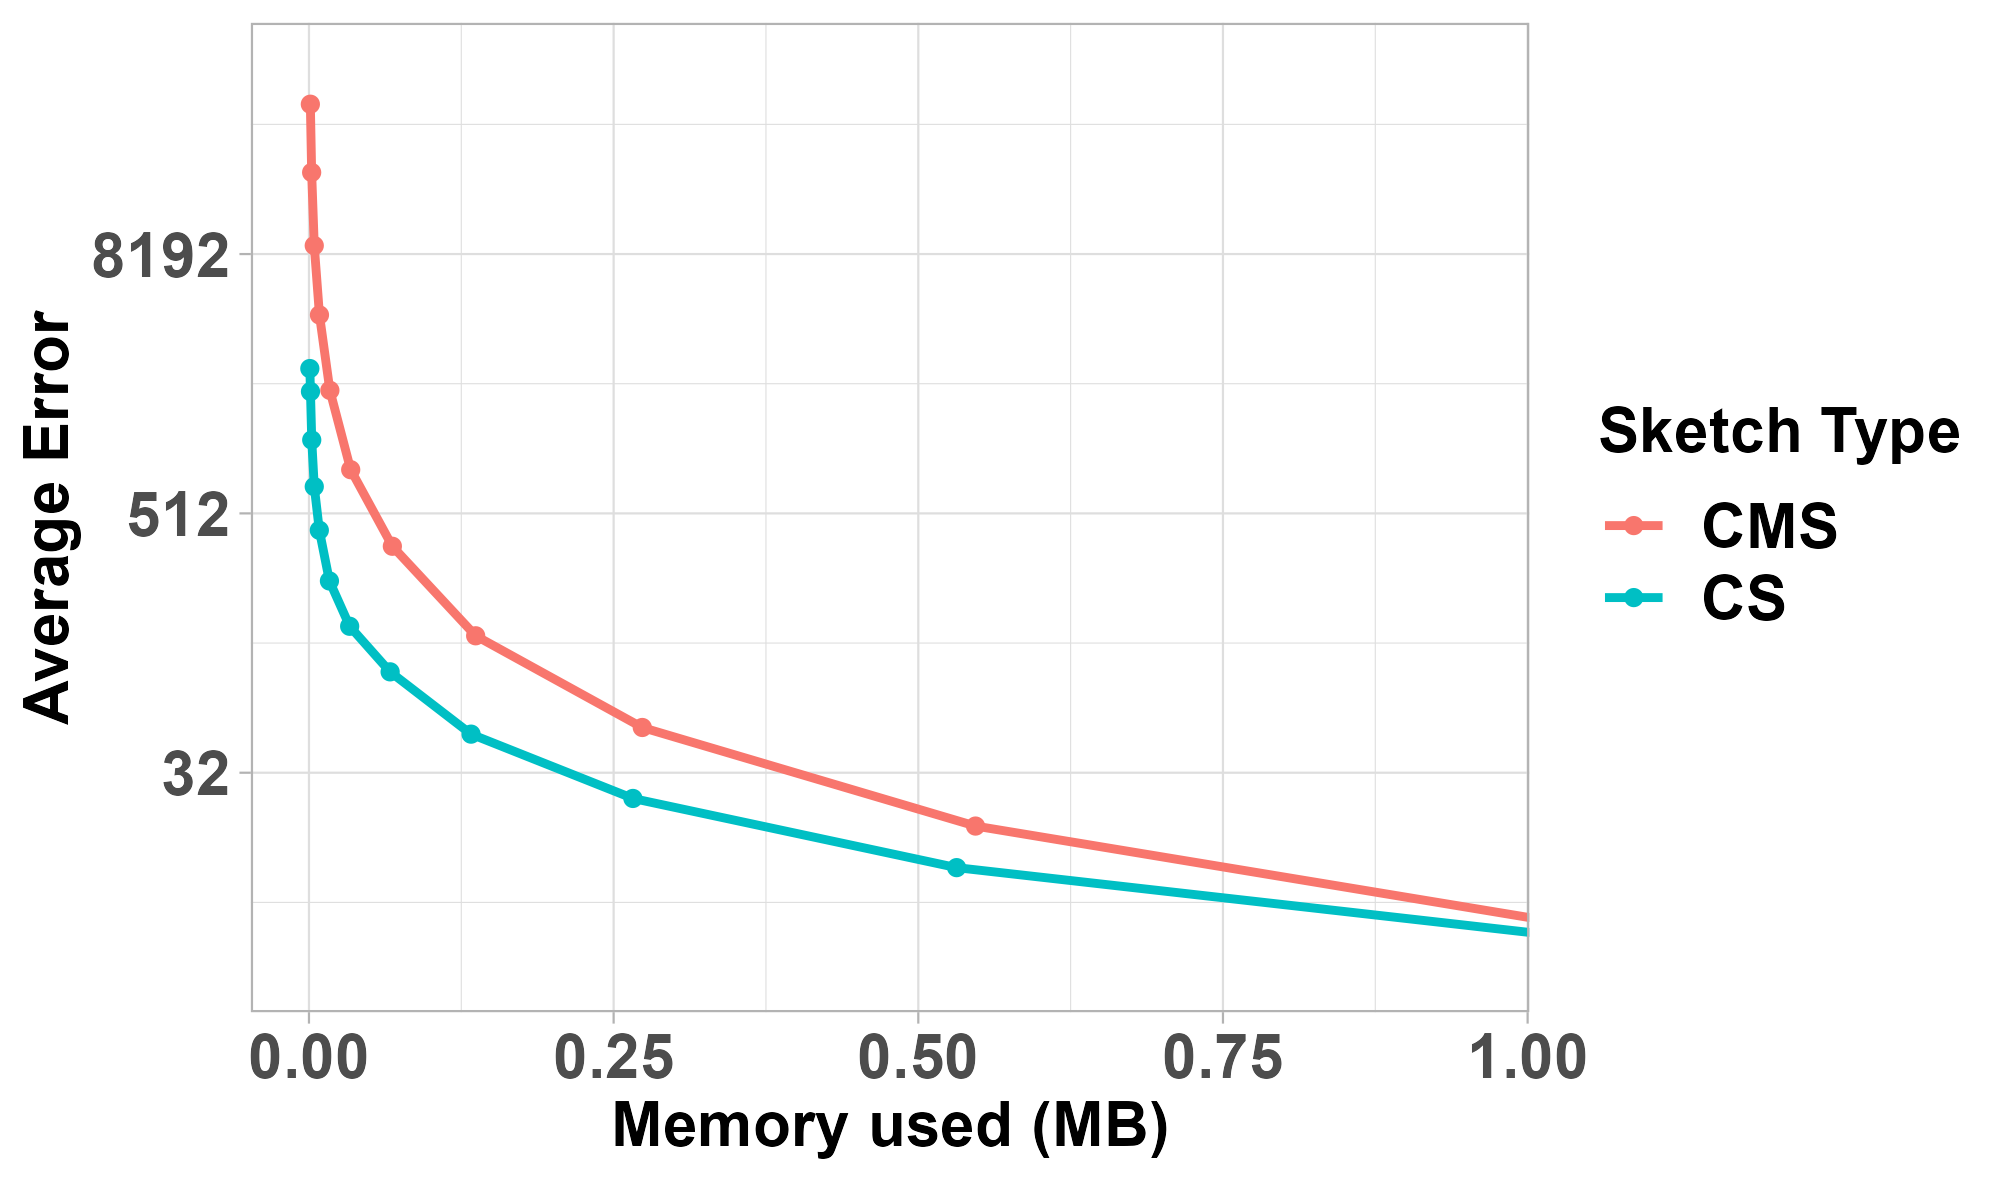 Average Error
8192
512
32
0.00 0.25 0.50 0.75 1.00
Memory used (MB)
Sketch Type
CMS
CS